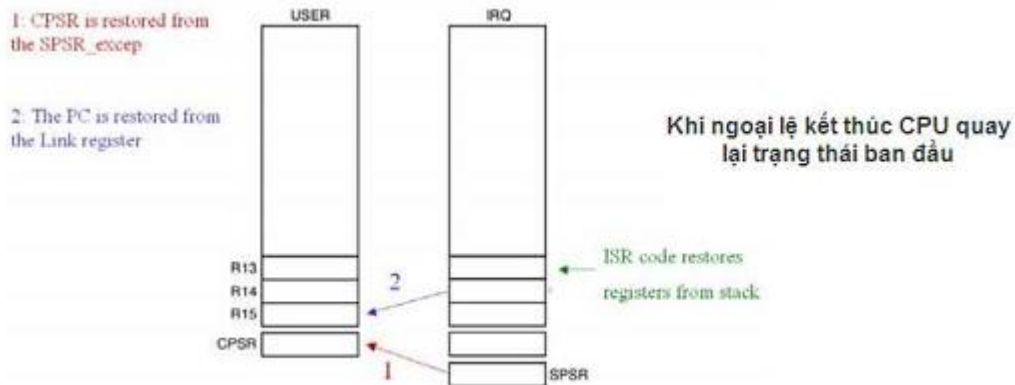 1: CPSR is restored from
the SPSR_excep
2: The PC is restored from
the Link register
USER
IRQ
Khi ngoại lệ kết thúc CPU quay
lại trạng thái ban đầu
R13
R14
R15
CPSR
2
1
SPSR
ISR code restores
registers from stack